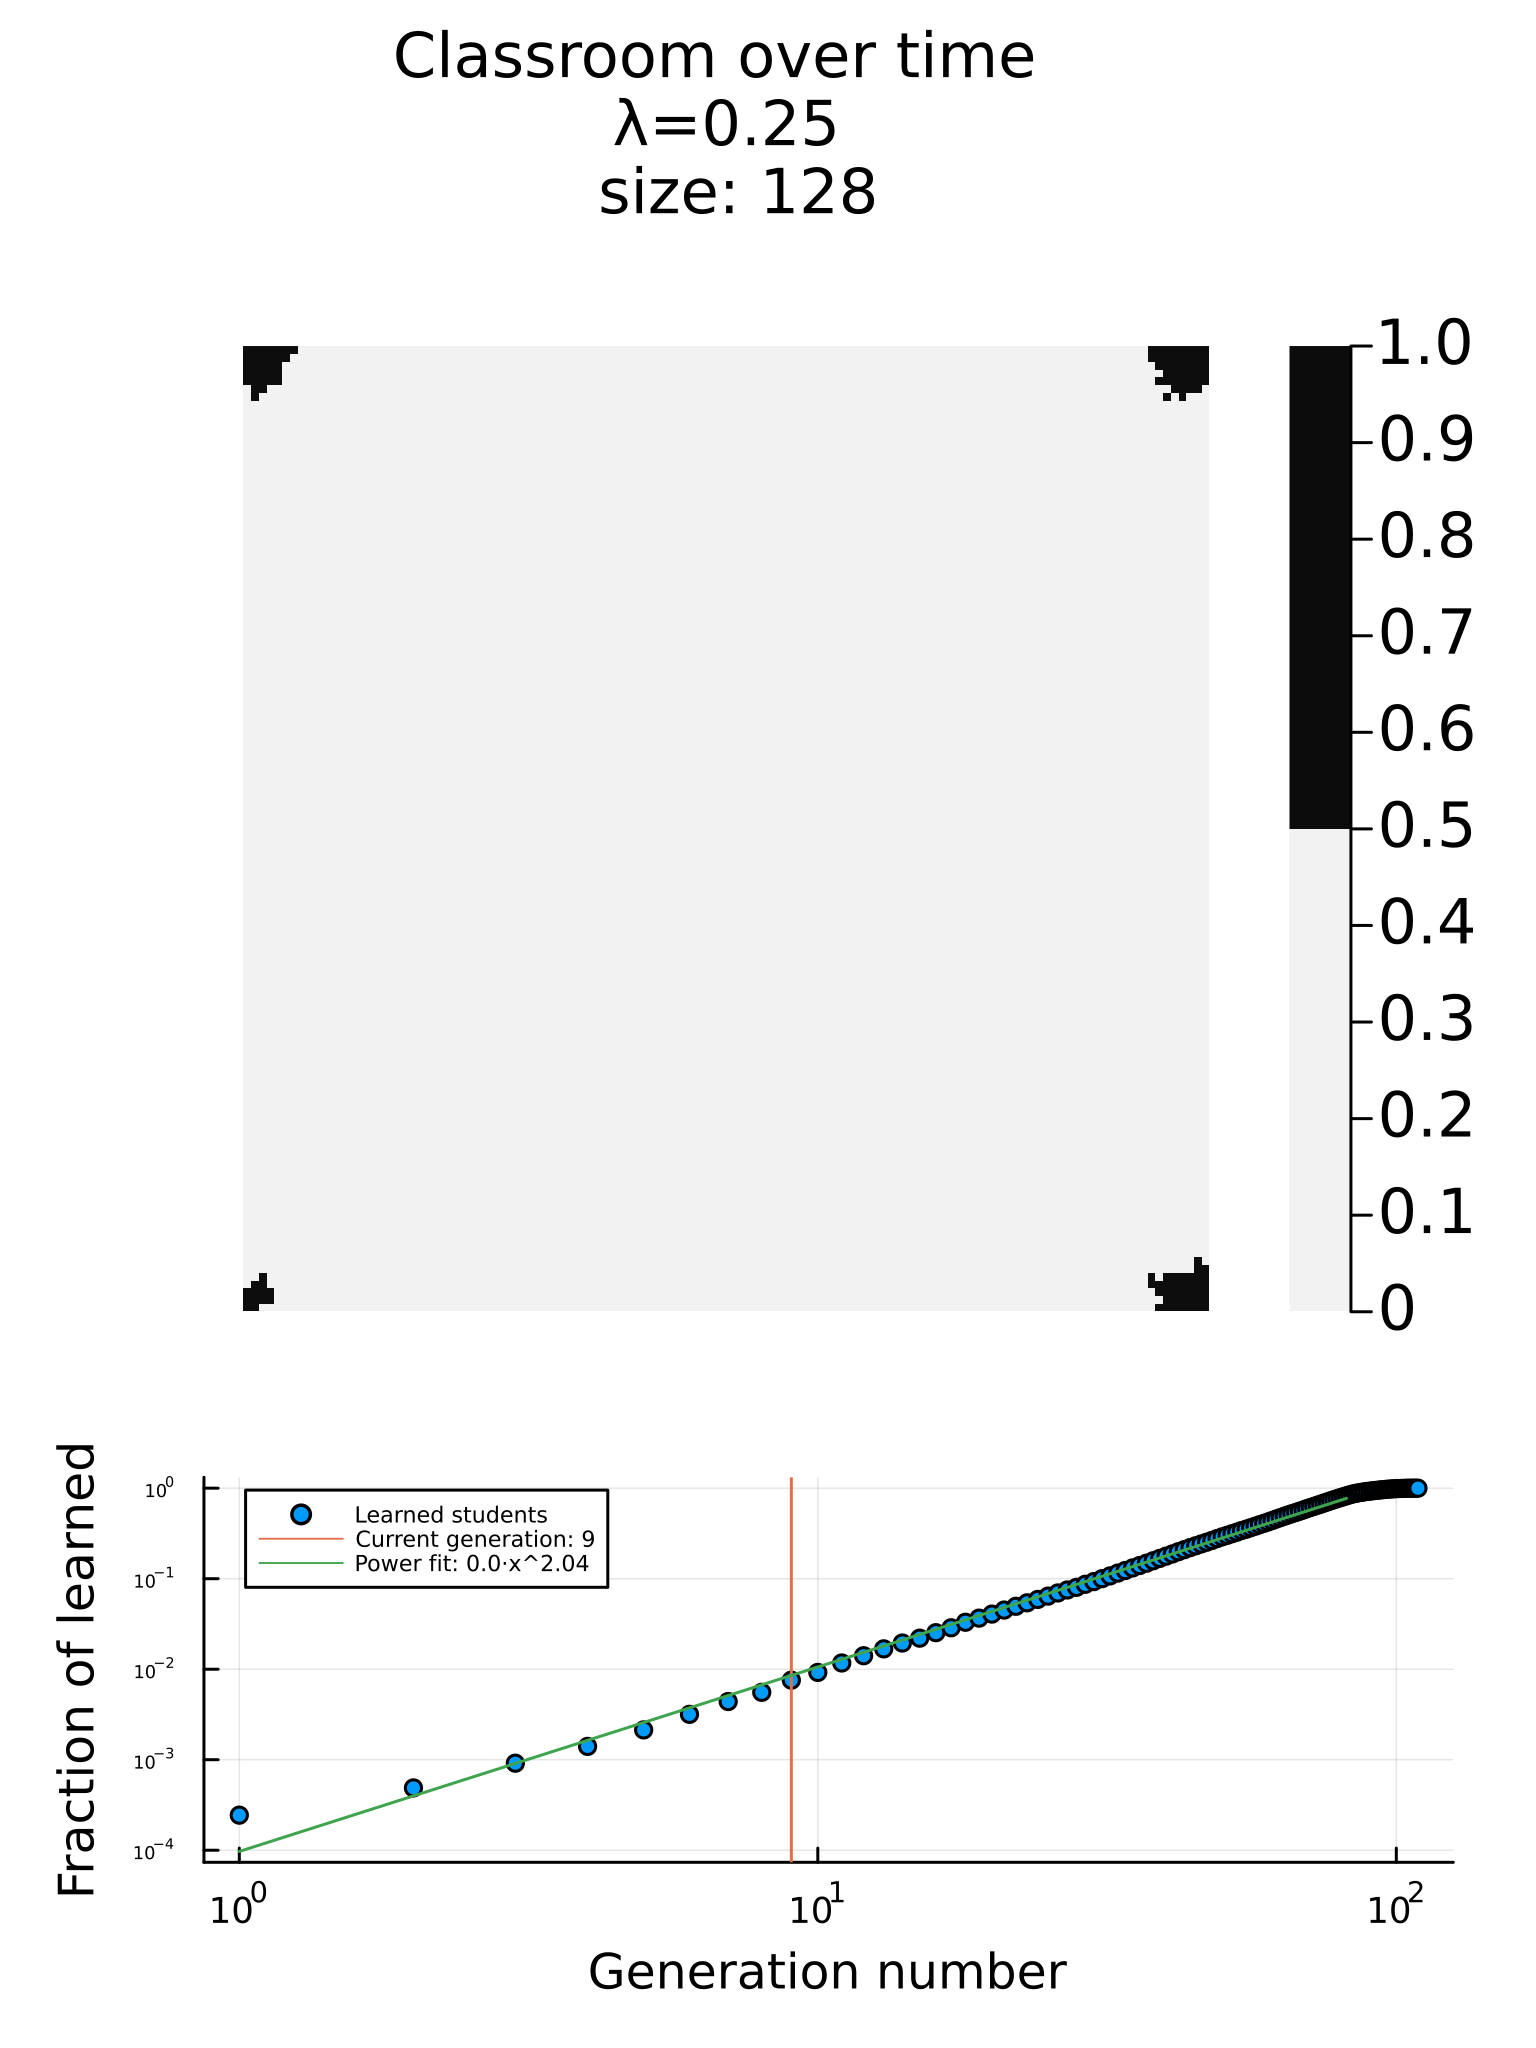 Classroom over time
λ=0.25
size: 128
1.0
0.9
0.8
0.7
0.6
0.5
0.4
0.3
0.2
0.1
0
Fraction of learned
10⁰
10⁻¹
10⁻²
10⁻³
10⁻⁴
Learned students
Current generation: 9
Power fit: 0.0·x^2.04
10⁰ 10¹ 10²
Generation number